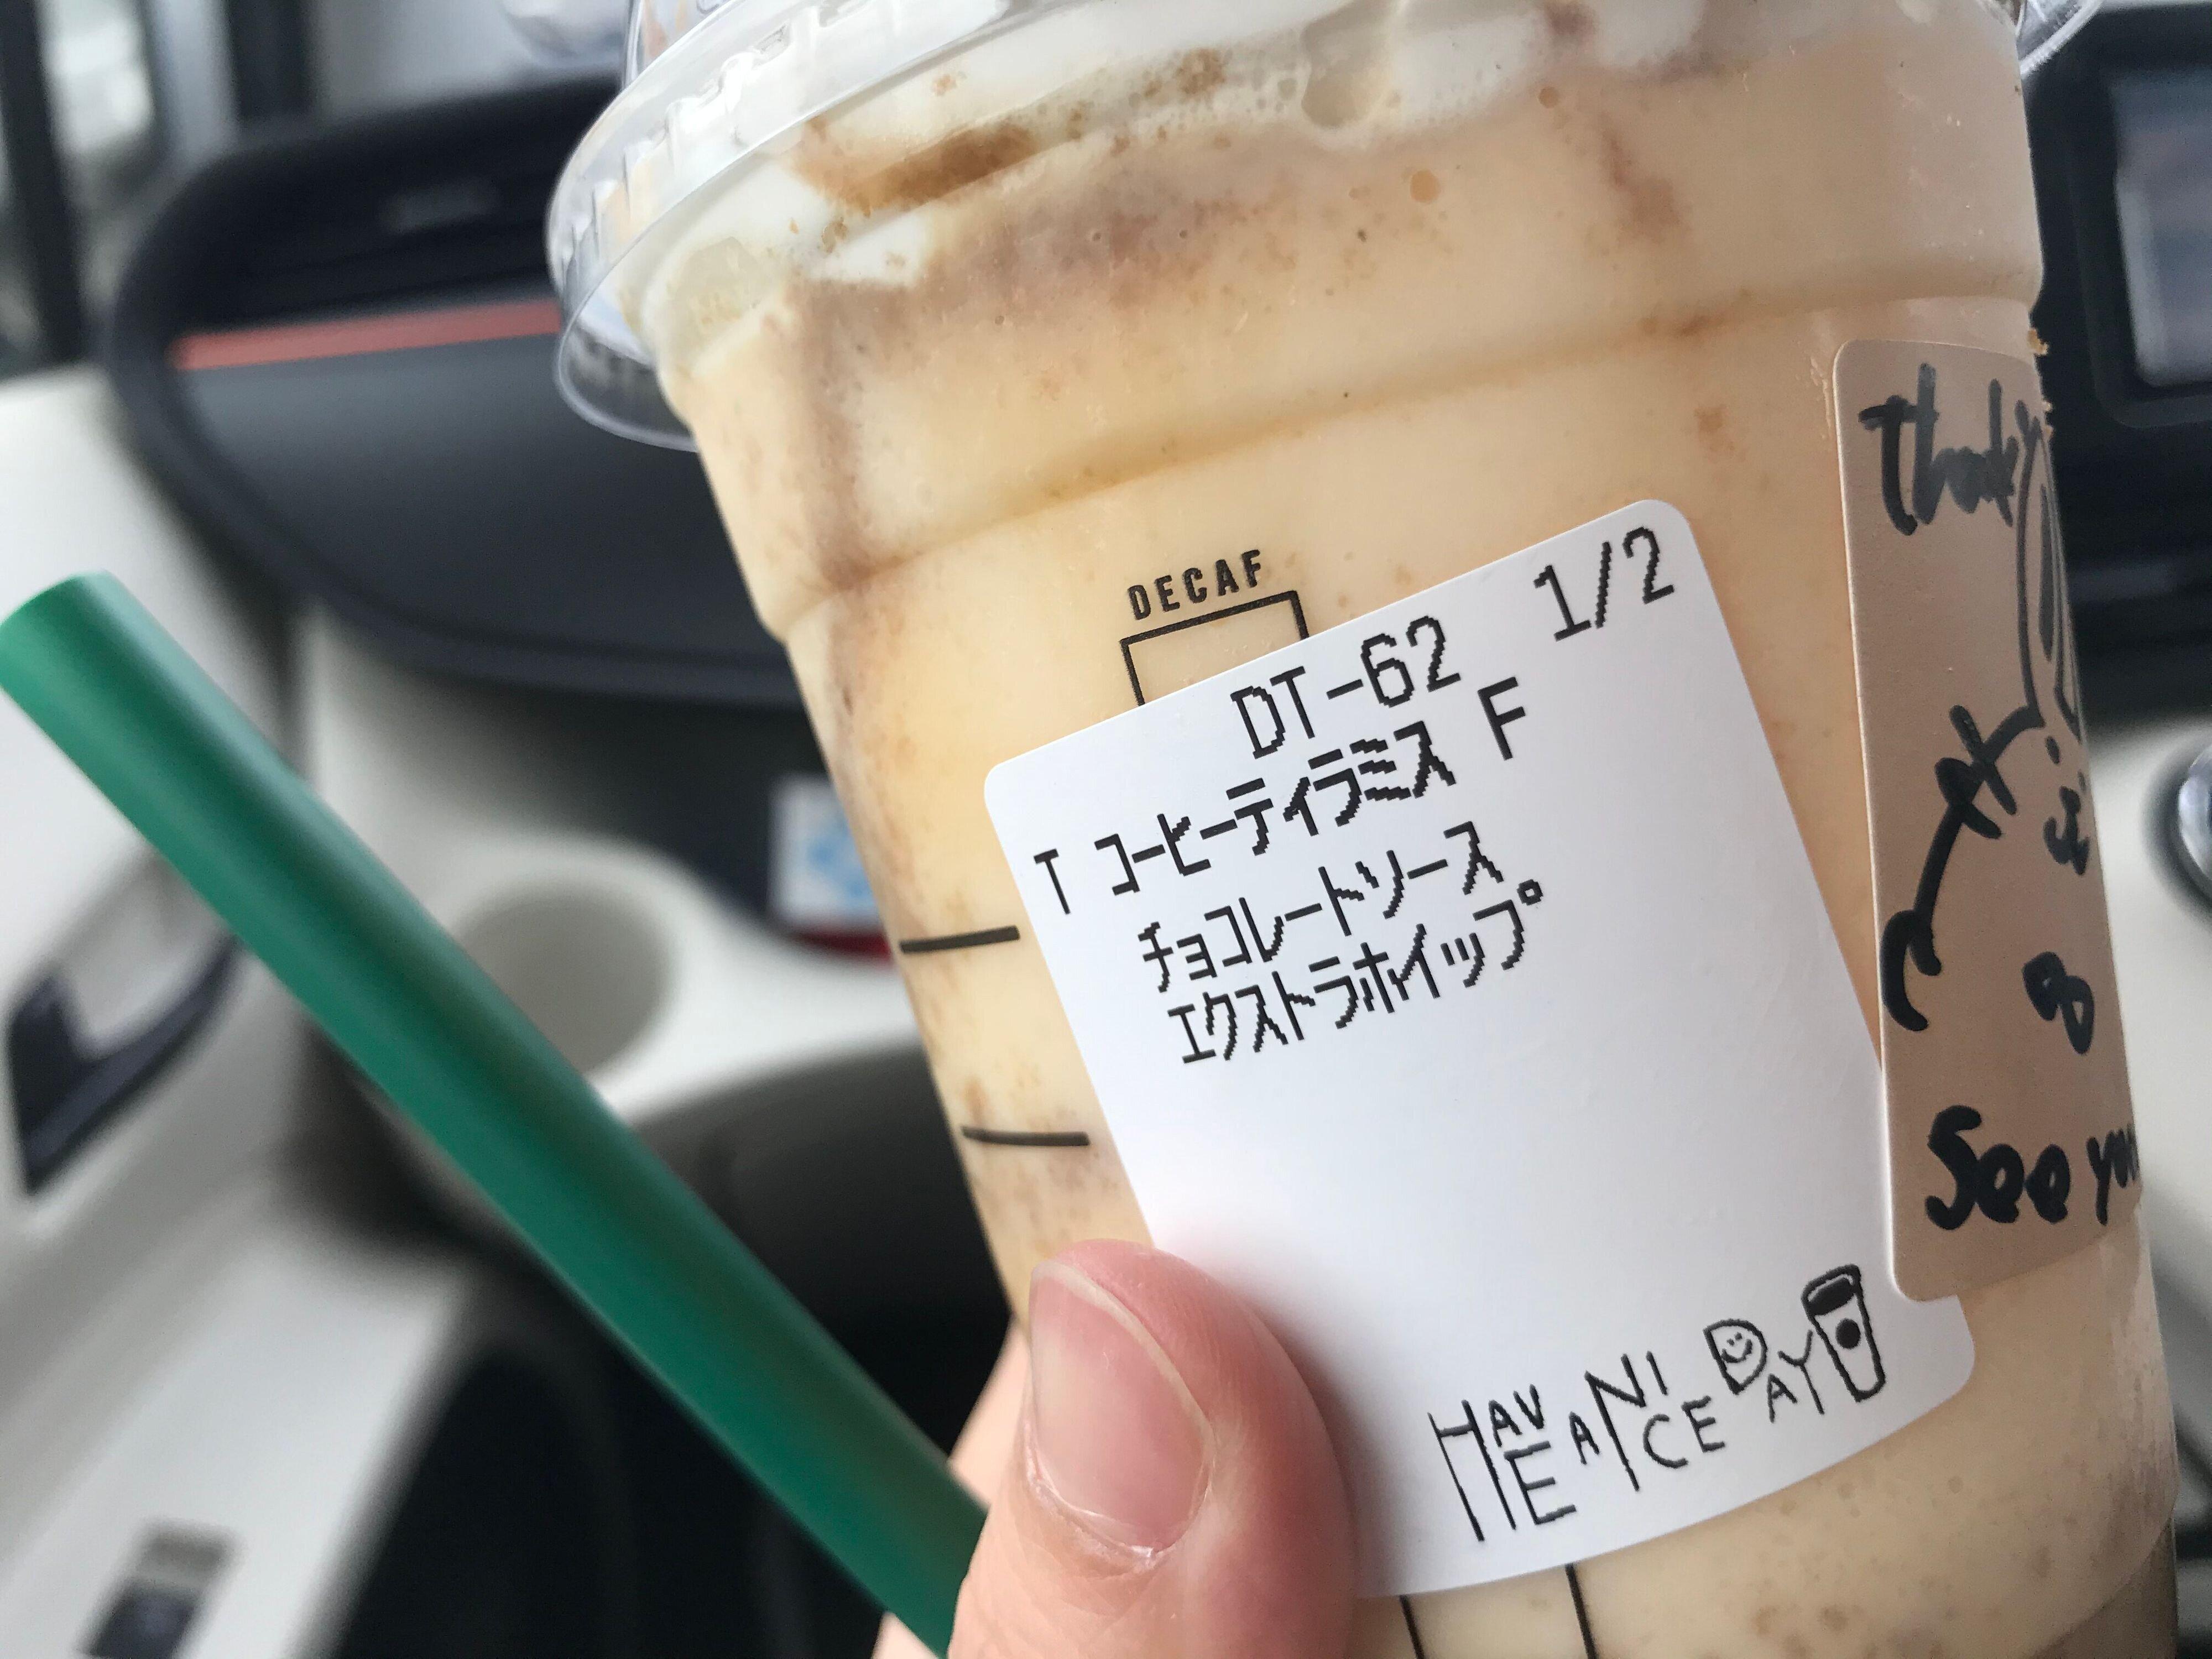 DECAF
1/2
DT-62
T コーヒーティラミス F
チョコレートソース
エクストラホイップ
HAVE A NICE DAY
Thank
See you